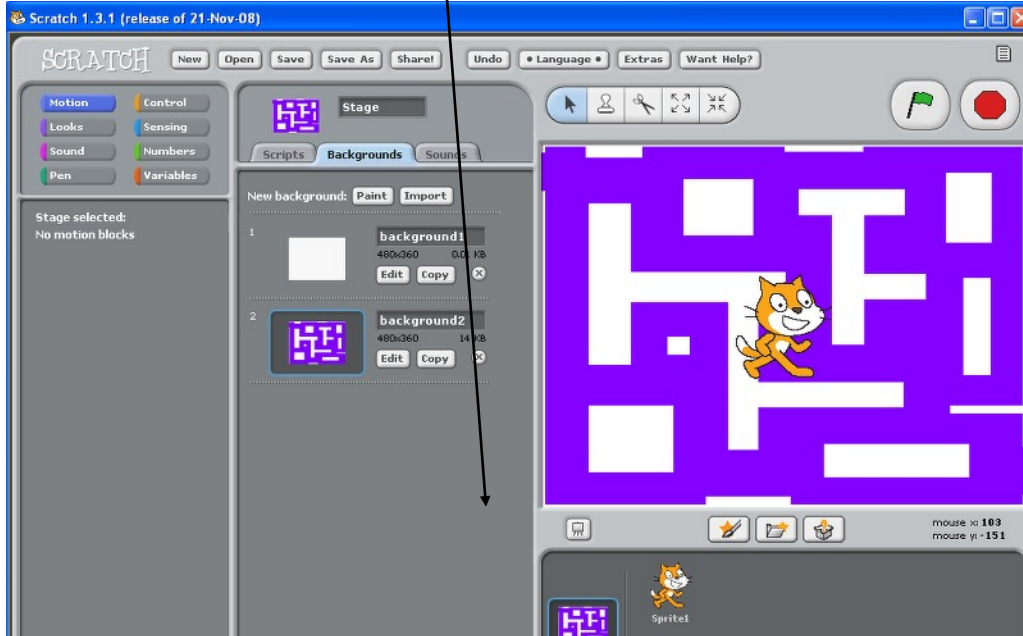 Scratch 1.3.1 (release of 21-Nov-08)
SCRATCH New Open Save Save As Share! Undo • Language • Extras Want Help?
Motion Control
Looks Sensing
Sound Numbers
Pen Variables
Stage selected:
No motion blocks
Stage
Scripts Backgrounds Sounds
New background: Paint Import
1
background1
480x360 0.01 KB
Edit Copy
2
background2
480x360 14 KB
Edit Copy
mouse x: 103
mouse y: -151
Sprite1